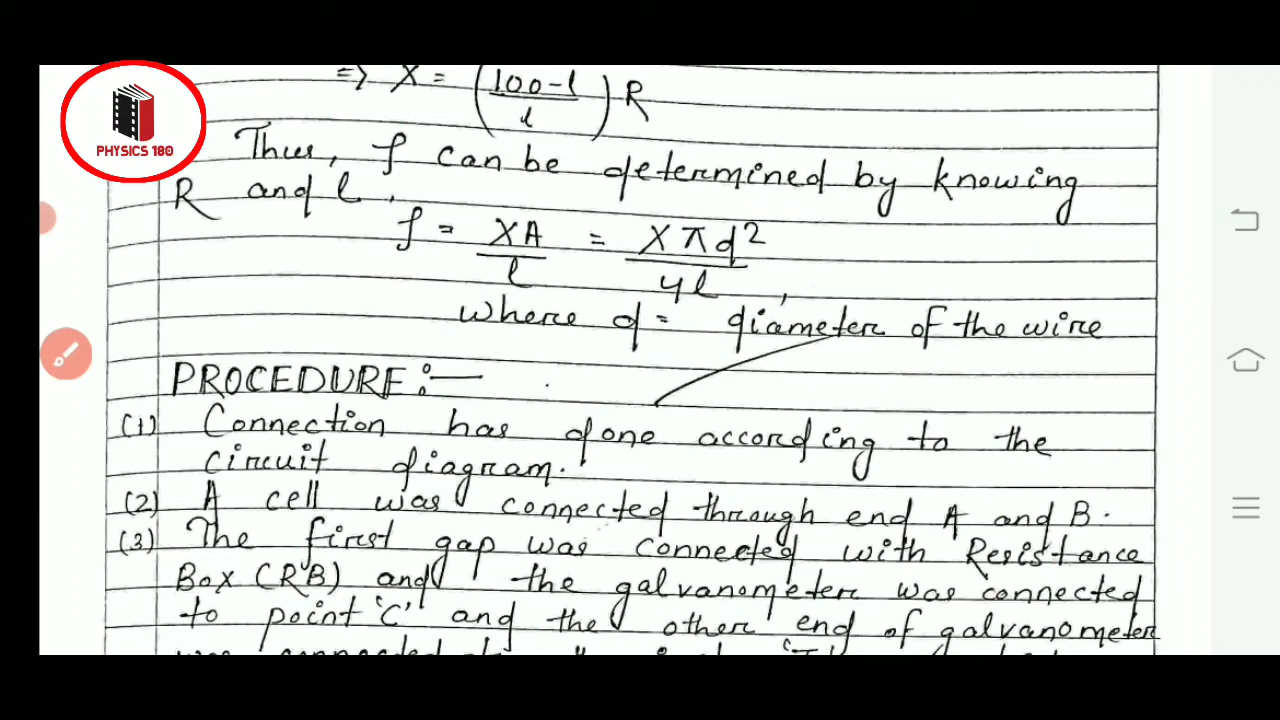 => X = (100-l / l) R
PHYSICS 180
Thus, ρ can be determined by knowing
R and l.
ρ = XA / l = Xπd² / 4l,
where d = diameter of the wire
PROCEDURE:—
(1) Connection has done according to the
circuit diagram.
(2) A cell was connected through end A and B.
(3) The first gap was connected with Resistance
Box (R'B) and the galvanometer was connected
to point 'C' and the other end of galvanometer
was connected